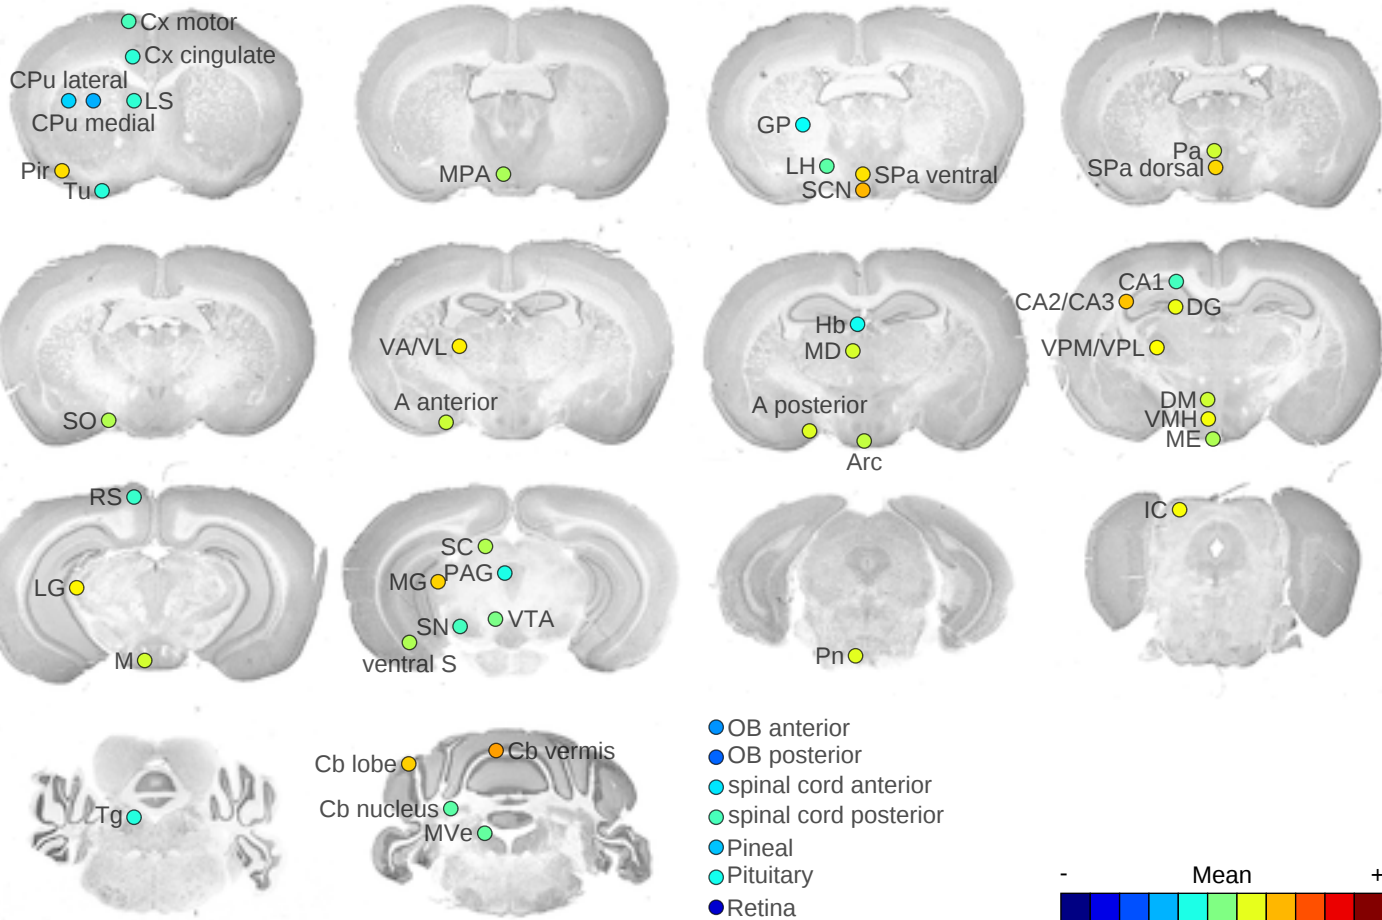 Cx motor
Cx cingulate
CPu lateral
LS
CPu medial
Pir
Tu
MPA
GP
LH
SPa ventral
SCN
Pa
SPa dorsal
SO
VA/VL
A anterior
Hb
MD
A posterior
Arc
CA1
CA2/CA3
DG
VPM/VPL
DM
VMH
ME
RS
LG
M
SC
MG
PAG
SN
VTA
ventral S
Pn
IC
Tg
Cb lobe
Cb vermis
Cb nucleus
MVe
OB anterior
OB posterior
spinal cord anterior
spinal cord posterior
Pineal
Pituitary
Retina
- Mean +